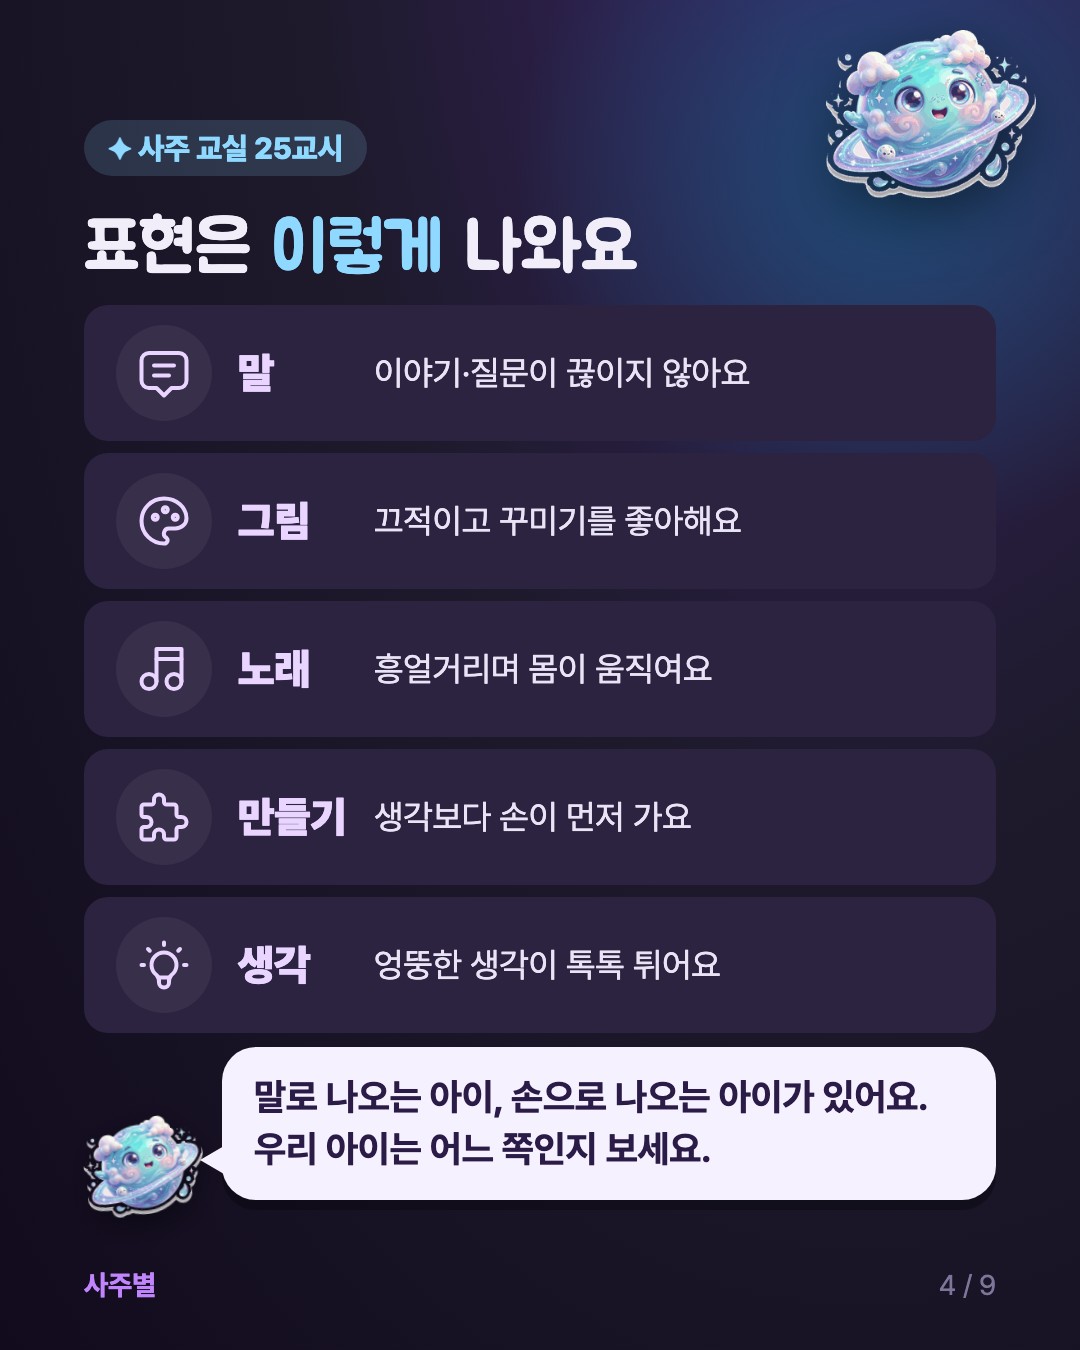 사주 교실 25교시
표현은 이렇게 나와요
말 이야기·질문이 끊이지 않아요
그림 끄적이고 꾸미기를 좋아해요
노래 흥얼거리며 몸이 움직여요
만들기 생각보다 손이 먼저 가요
생각 엉뚱한 생각이 톡톡 튀어요
말로 나오는 아이, 손으로 나오는 아이가 있어요.
우리 아이는 어느 쪽인지 보세요.
사주별
4 / 9